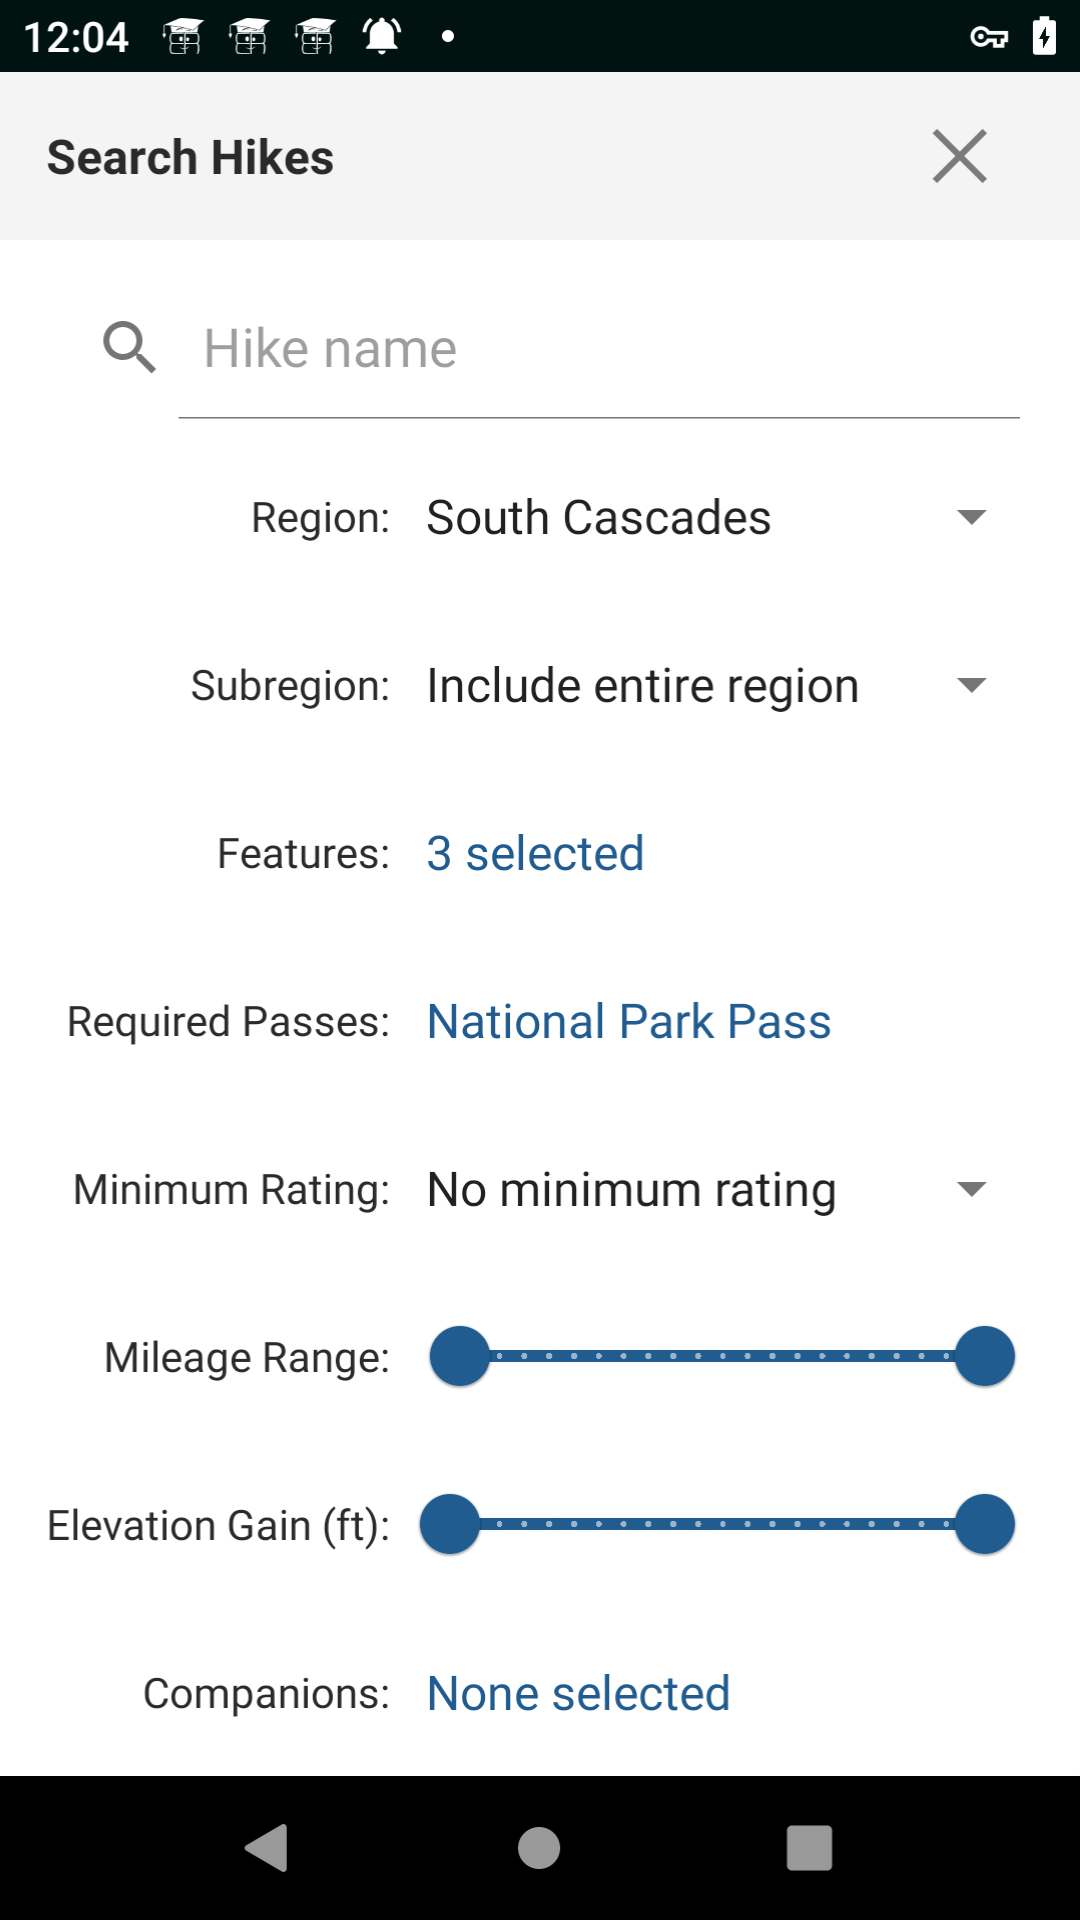 12:04
Search Hikes
Hike name
Region: South Cascades
Subregion: Include entire region
Features: 3 selected
Required Passes: National Park Pass
Minimum Rating: No minimum rating
Mileage Range:
Elevation Gain (ft):
Companions: None selected